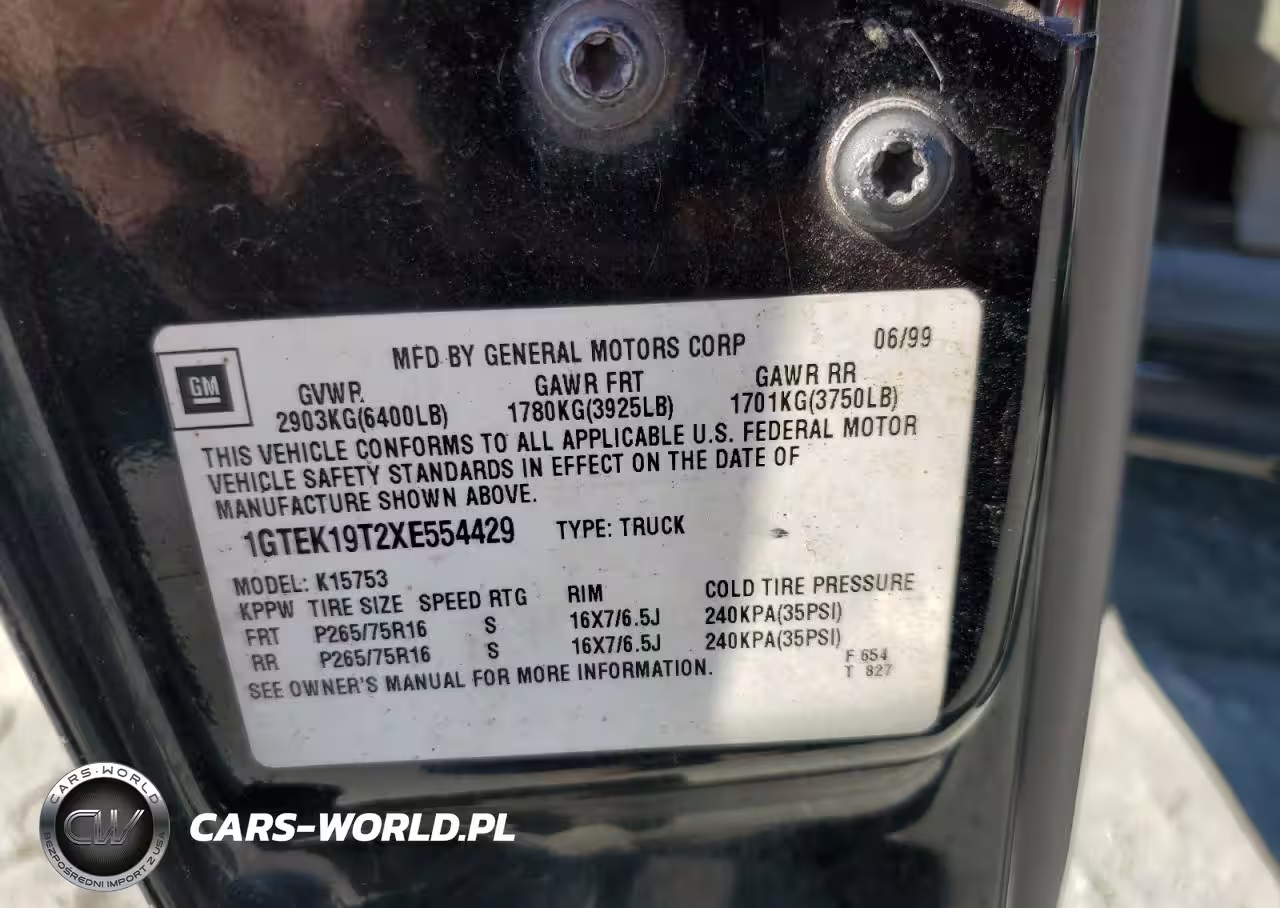 GM
MFD BY GENERAL MOTORS CORP 06/99
GVWR GAWR FRT GAWR RR
2903KG(6400LB) 1780KG(3925LB) 1701KG(3750LB)
THIS VEHICLE CONFORMS TO ALL APPLICABLE U.S. FEDERAL MOTOR
VEHICLE SAFETY STANDARDS IN EFFECT ON THE DATE OF
MANUFACTURE SHOWN ABOVE.
1GTEK19T2XE554429 TYPE: TRUCK
MODEL: K15753
KPPW TIRE SIZE SPEED RTG RIM COLD TIRE PRESSURE
FRT P265/75R16 S 16X7/6.5J 240KPA(35PSI)
RR P265/75R16 S 16X7/6.5J 240KPA(35PSI)
SEE OWNER'S MANUAL FOR MORE INFORMATION.
F 654
T 827
CARS-WORLD
CW
BEZPOŚREDNI IMPORT Z USA
CARS-WORLD.PL